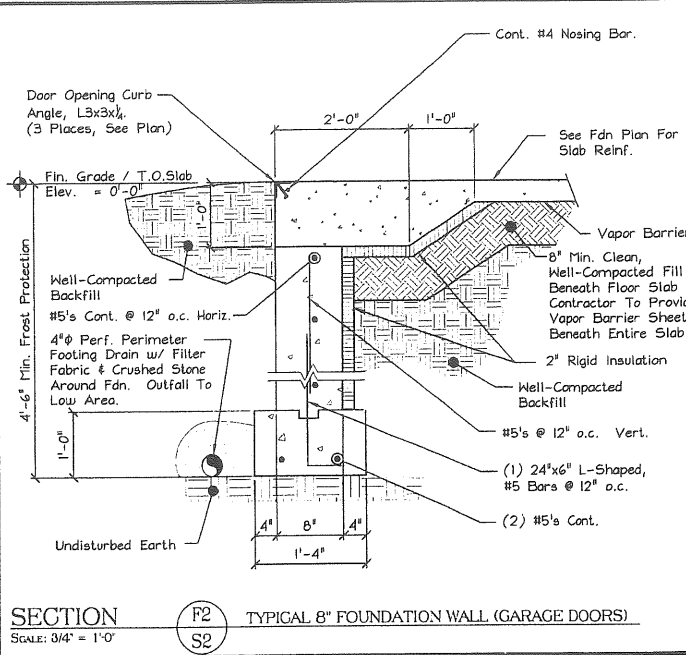 Cont. #4 Nosing Bar.
Door Opening Curb
Angle, L3x3x¼.
(3 Places, See Plan)
2'-0"
1'-0"
See Fdn Plan For
Slab Reinf.
Fin. Grade / T.O.Slab
Elev. = 0'-0"
1'-0"
Vapor Barrier
8" Min. Clean,
Well-Compacted Fill
Beneath Floor Slab
Contractor To Provid
Vapor Barrier Sheet
Beneath Entire Slab
4'-6" Min. Frost Protection
Well-Compacted
Backfill
#5's Cont. @ 12" o.c. Horiz.
4"ϕ Perf. Perimeter
Footing Drain w/ Filter
Fabric & Crushed Stone
Around Fdn. Outfall To
Low Area.
2" Rigid Insulation
Well-Compacted
Backfill
#5's @ 12" o.c. Vert.
1'-0"
(1) 24"x6" L-Shaped,
#5 Bars @ 12" o.c.
(2) #5's Cont.
4" 8" 4"
1'-4"
Undisturbed Earth
SECTION
SCALE: 3/4" = 1'-0"
F2
S2
TYPICAL 8" FOUNDATION WALL (GARAGE DOORS)